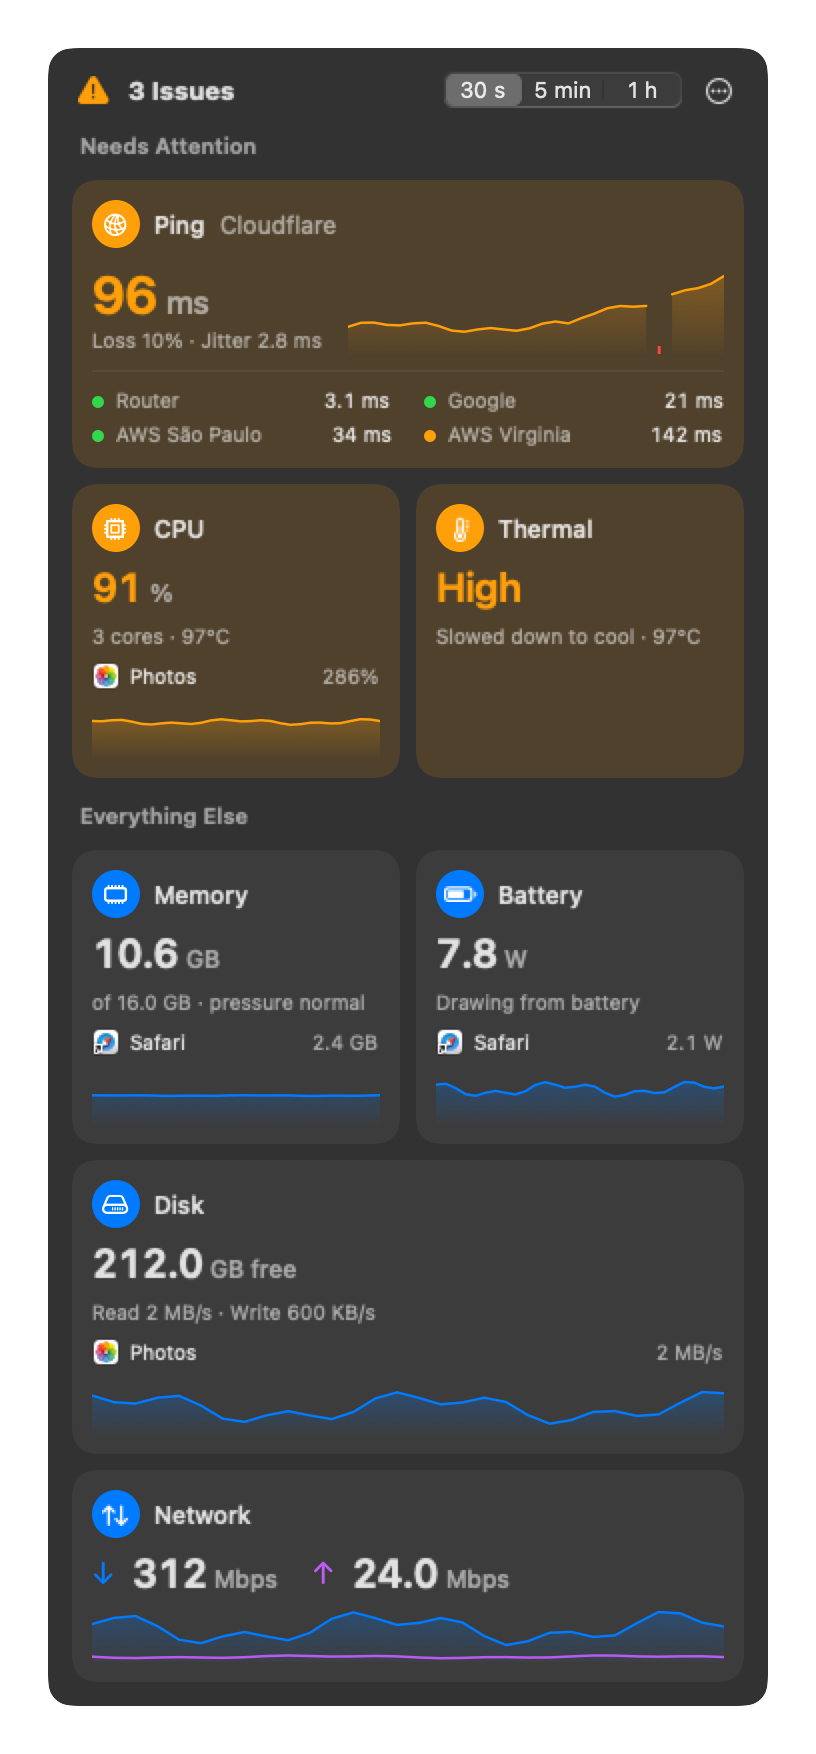 3 Issues
30 s 5 min 1 h
Needs Attention
Ping Cloudflare
96 ms
Loss 10% · Jitter 2.8 ms
Router 3.1 ms Google 21 ms
AWS São Paulo 34 ms AWS Virginia 142 ms
CPU
91 %
3 cores · 97°C
Photos 286%
Thermal
High
Slowed down to cool · 97°C
Everything Else
Memory
10.6 GB
of 16.0 GB · pressure normal
Safari 2.4 GB
Battery
7.8 W
Drawing from battery
Safari 2.1 W
Disk
212.0 GB free
Read 2 MB/s · Write 600 KB/s
Photos 2 MB/s
Network
↓ 312 Mbps ↑ 24.0 Mbps